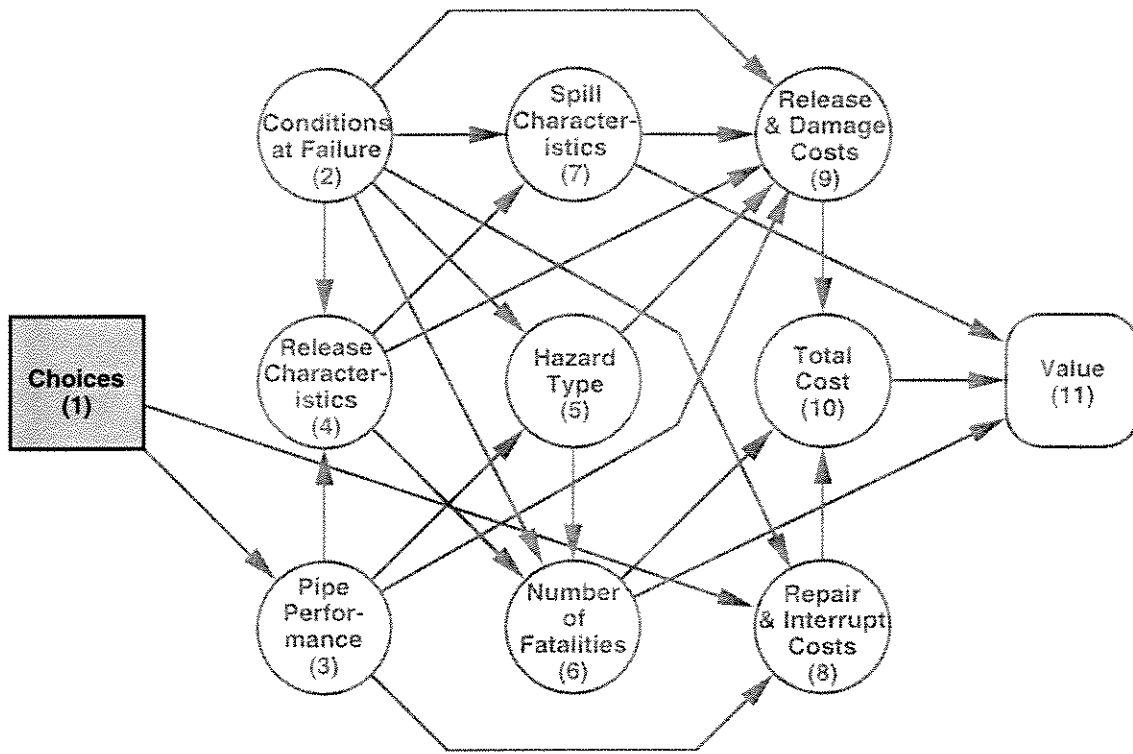 Conditions
at Failure
(2)
Spill
Character-
istics
(7)
Release
& Damage
Costs
(9)
Choices
(1)
Release
Character-
istics
(4)
Hazard
Type
(5)
Total
Cost
(10)
Value
(11)
Pipe
Perfor-
mance
(3)
Number
of
Fatalities
(6)
Repair
& Interrupt
Costs
(8)